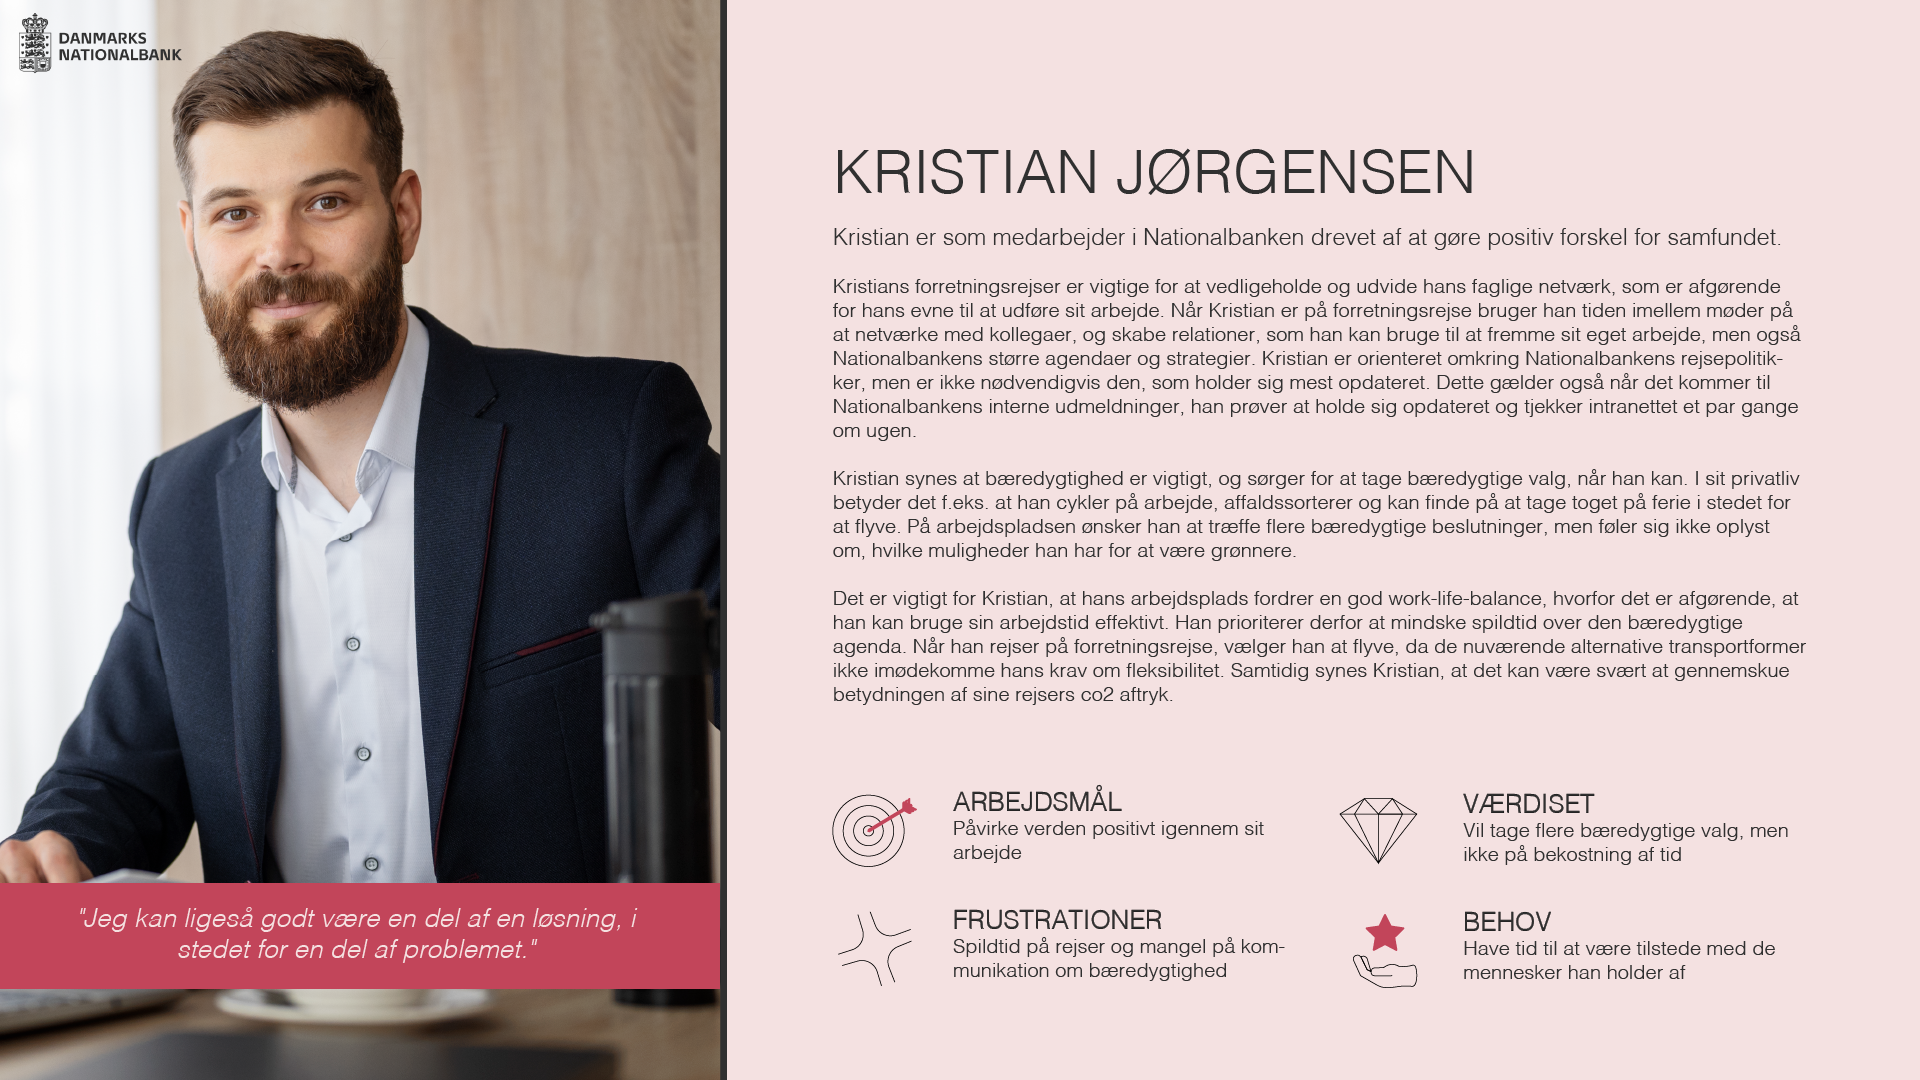 DANMARKS
NATIONALBANK
"Jeg kan ligeså godt være en del af en løsning, i
stedet for en del af problemet."
KRISTIAN JØRGENSEN
Kristian er som medarbejder i Nationalbanken drevet af at gøre positiv forskel for samfundet.
Kristians forretningsrejser er vigtige for at vedligeholde og udvide hans faglige netværk, som er afgørende
for hans evne til at udføre sit arbejde. Når Kristian er på forretningsrejse bruger han tiden imellem møder på
at netværke med kollegaer, og skabe relationer, som han kan bruge til at fremme sit eget arbejde, men også
Nationalbankens større agendaer og strategier. Kristian er orienteret omkring Nationalbankens rejsepolitik-
ker, men er ikke nødvendigvis den, som holder sig mest opdateret. Dette gælder også når det kommer til
Nationalbankens interne udmeldninger, han prøver at holde sig opdateret og tjekker intranettet et par gange
om ugen.
Kristian synes at bæredygtighed er vigtigt, og sørger for at tage bæredygtige valg, når han kan. I sit privatliv
betyder det f.eks. at han cykler på arbejde, affaldssorterer og kan finde på at tage toget på ferie i stedet for
at flyve. På arbejdspladsen ønsker han at træffe flere bæredygtige beslutninger, men føler sig ikke oplyst
om, hvilke muligheder han har for at være grønnere.
Det er vigtigt for Kristian, at hans arbejdsplads fordrer en god work-life-balance, hvorfor det er afgørende, at
han kan bruge sin arbejdstid effektivt. Han prioriterer derfor at mindske spildtid over den bæredygtige
agenda. Når han rejser på forretningsrejse, vælger han at flyve, da de nuværende alternative transportformer
ikke imødekomme hans krav om fleksibilitet. Samtidig synes Kristian, at det kan være svært at gennemskue
betydningen af sine rejsers co2 aftryk.
ARBEJDSMÅL
Påvirke verden positivt igennem sit
arbejde
VÆRDISET
Vil tage flere bæredygtige valg, men
ikke på bekostning af tid
FRUSTRATIONER
Spildtid på rejser og mangel på kom-
munikation om bæredygtighed
BEHOV
Have tid til at være tilstede med de
mennesker han holder af